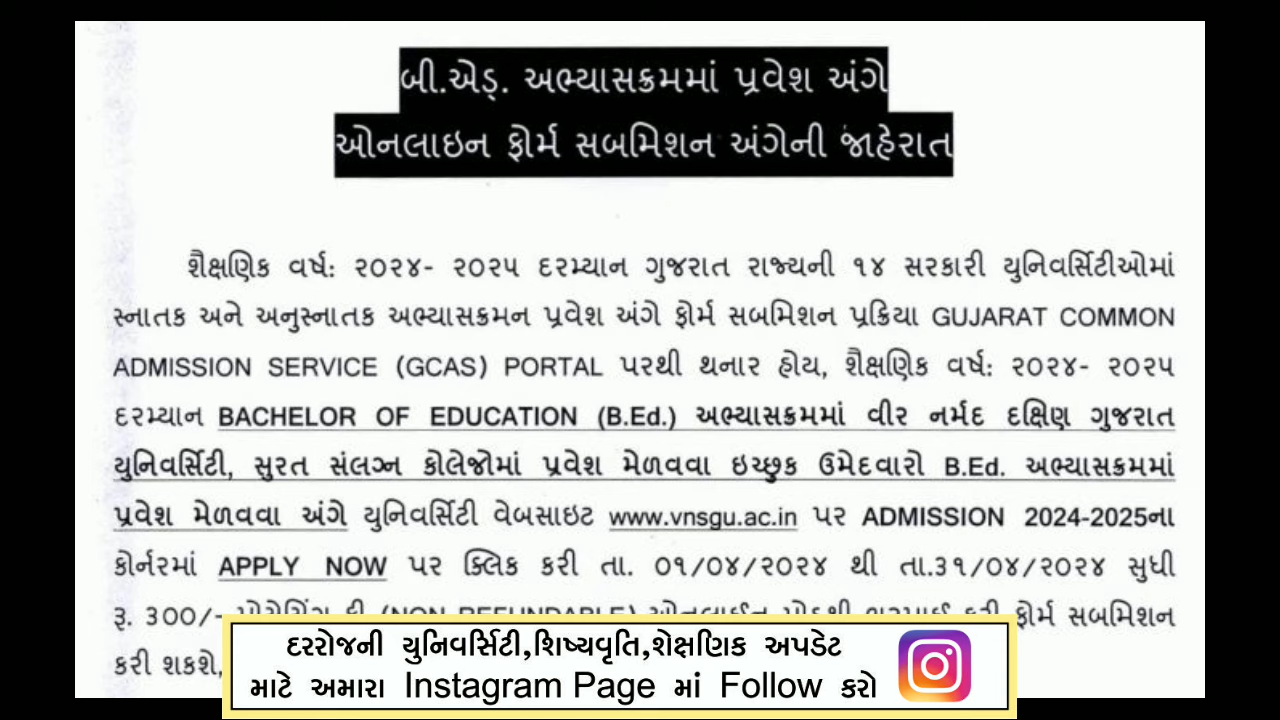 બી.એડ્. અભ્યાસક્રમમાં પ્રવેશ અંગે
ઓનલાઇન ફોર્મ સબમિશન અંગેની જાહેરાત
શૈક્ષણિક વર્ષ: ૨૦૨૪- ૨૦૨૫ દરમ્યાન ગુજરાત રાજ્યની ૧૪ સરકારી યુનિવર્સિટીઓમાં
સ્નાતક અને અનુસ્નાતક અભ્યાસક્રમન પ્રવેશ અંગે ફોર્મ સબમિશન પ્રક્રિયા GUJARAT COMMON
ADMISSION SERVICE (GCAS) PORTAL પરથી થનાર હોય, શૈક્ષણિક વર્ષ: ૨૦૨૪- ૨૦૨૫
દરમ્યાન BACHELOR OF EDUCATION (B.Ed.) અભ્યાસક્રમમાં વીર નર્મદ દક્ષિણ ગુજરાત
યુનિવર્સિટી, સુરત સંલગ્ન કોલેજોમાં પ્રવેશ મેળવવા ઇચ્છુક ઉમેદવારો B.Ed. અભ્યાસક્રમમાં
પ્રવેશ મેળવવા અંગે યુનિવર્સિટી વેબસાઇટ www.vnsgu.ac.in પર ADMISSION 2024-2025ના
કોર્નરમાં APPLY NOW પર ક્લિક કરી તા. ૦૧/૦૪/૨૦૨૪ થી તા.૩૧/૦૪/૨૦૨૪ સુધી
રૂ. 300/- (NON REFUNDABLE) ફોર્મ સબમિશન
કરી શકશે,
દરરોજની યુનિવર્સિટી,શિષ્યવૃતિ,શેક્ષણિક અપડેટ
માટે અમારા Instagram Page માં Follow કરો